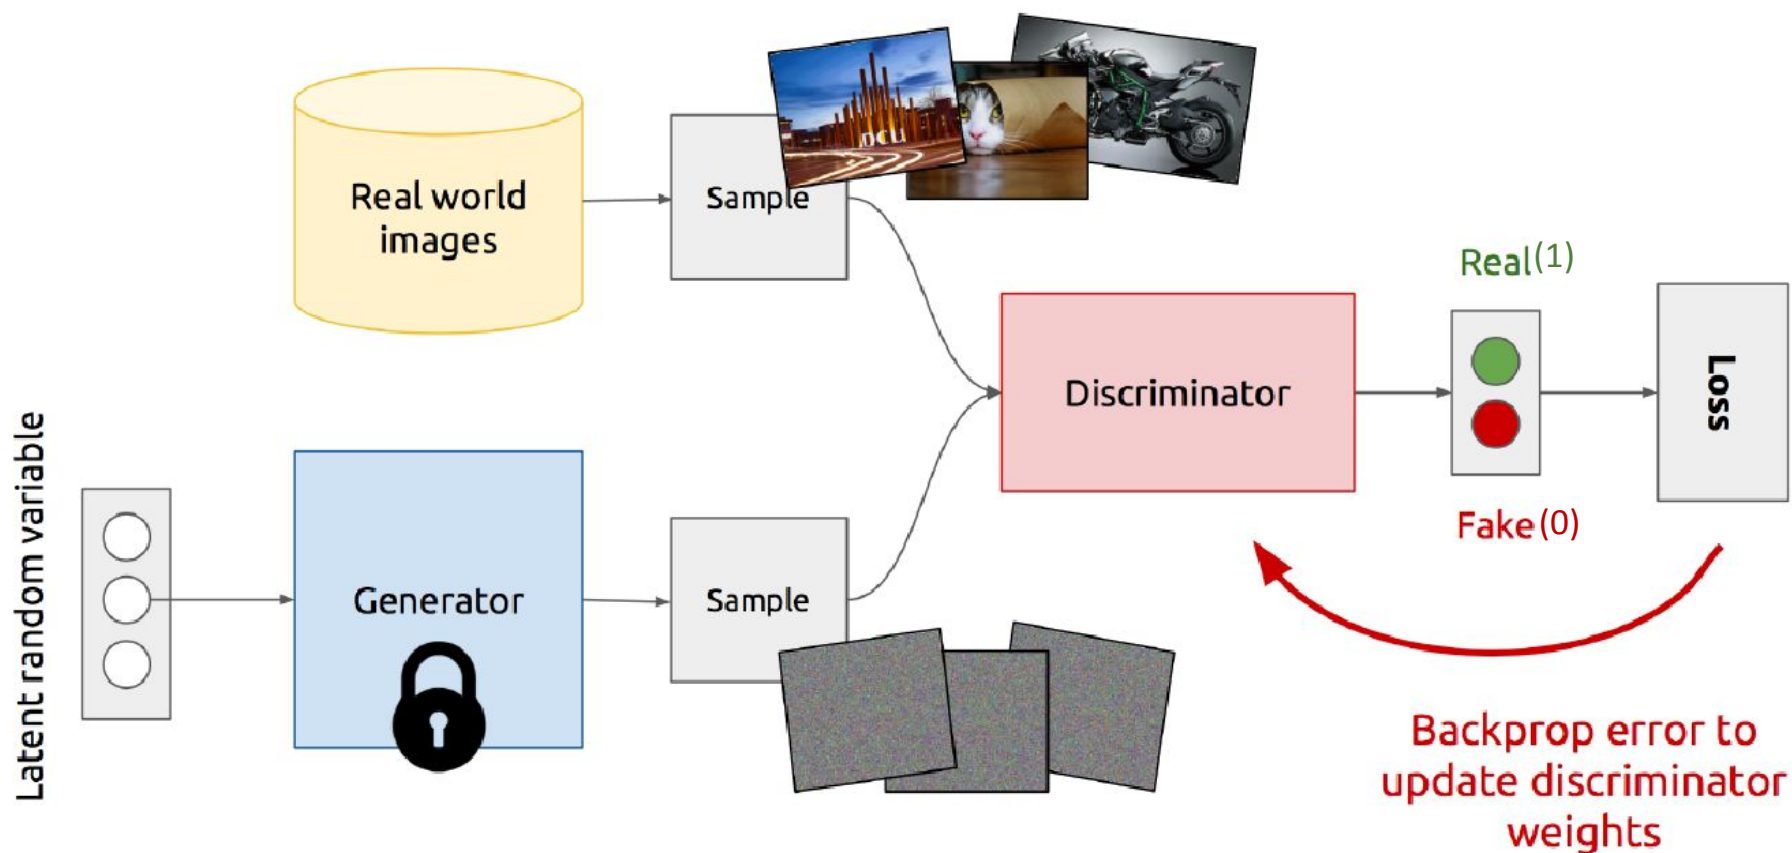 Real world
images
Sample
DCU
Real(1)
Discriminator
Loss
Fake(0)
Latent random variable
Generator
Sample
Backprop error to
update discriminator
weights